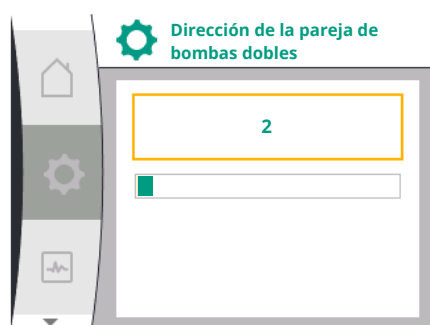 Dirección de la pareja de
bombas dobles
2